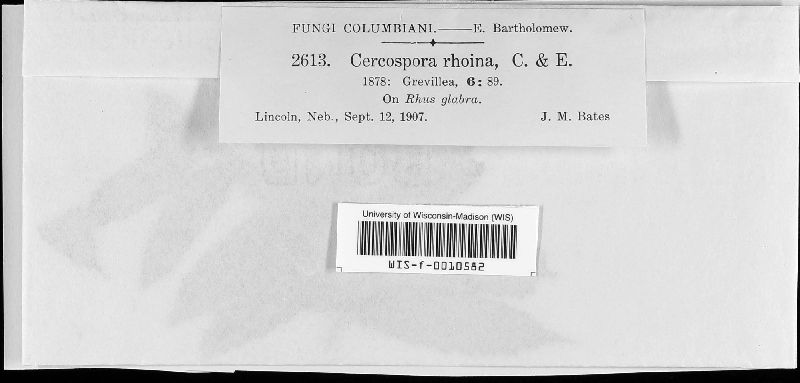 FUNGI COLUMBIANI.——E. Bartholomew.
2613. Cercospora rhoina, C. & E.
1878: Grevillea, 6: 89.
On Rhus glabra.
Lincoln, Neb., Sept. 12, 1907. J. M. Bates
University of Wisconsin-Madison (WIS)
WIS-f-0010582